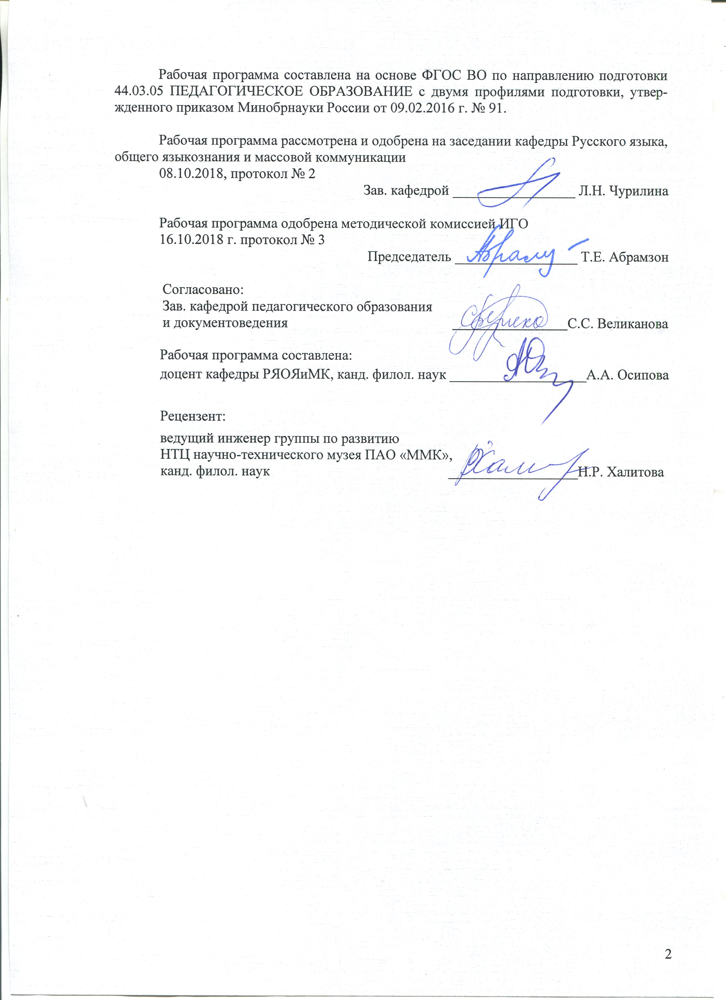 Рабочая программа составлена на основе ФГОС ВО по направлению подготовки
44.03.05 ПЕДАГОГИЧЕСКОЕ ОБРАЗОВАНИЕ с двумя профилями подготовки, утвер-
жденного приказом Минобрнауки России от 09.02.2016 г. № 91.
Рабочая программа рассмотрена и одобрена на заседании кафедры Русского языка,
общего языкознания и массовой коммуникации
08.10.2018, протокол № 2
Зав. кафедрой _________________ Л.Н. Чурилина
Рабочая программа одобрена методической комиссией ИГО
16.10.2018 г. протокол № 3
Председатель _________________ Т.Е. Абрамзон
Согласовано:
Зав. кафедрой педагогического образования
и документоведения ________________С.С. Великанова
Рабочая программа составлена:
доцент кафедры РЯОЯиМК, канд. филол. наук ___________________А.А. Осипова
Рецензент:
ведущий инженер группы по развитию
НТЦ научно-технического музея ПАО «ММК»,
канд. филол. наук __________________Н.Р. Халитова
2